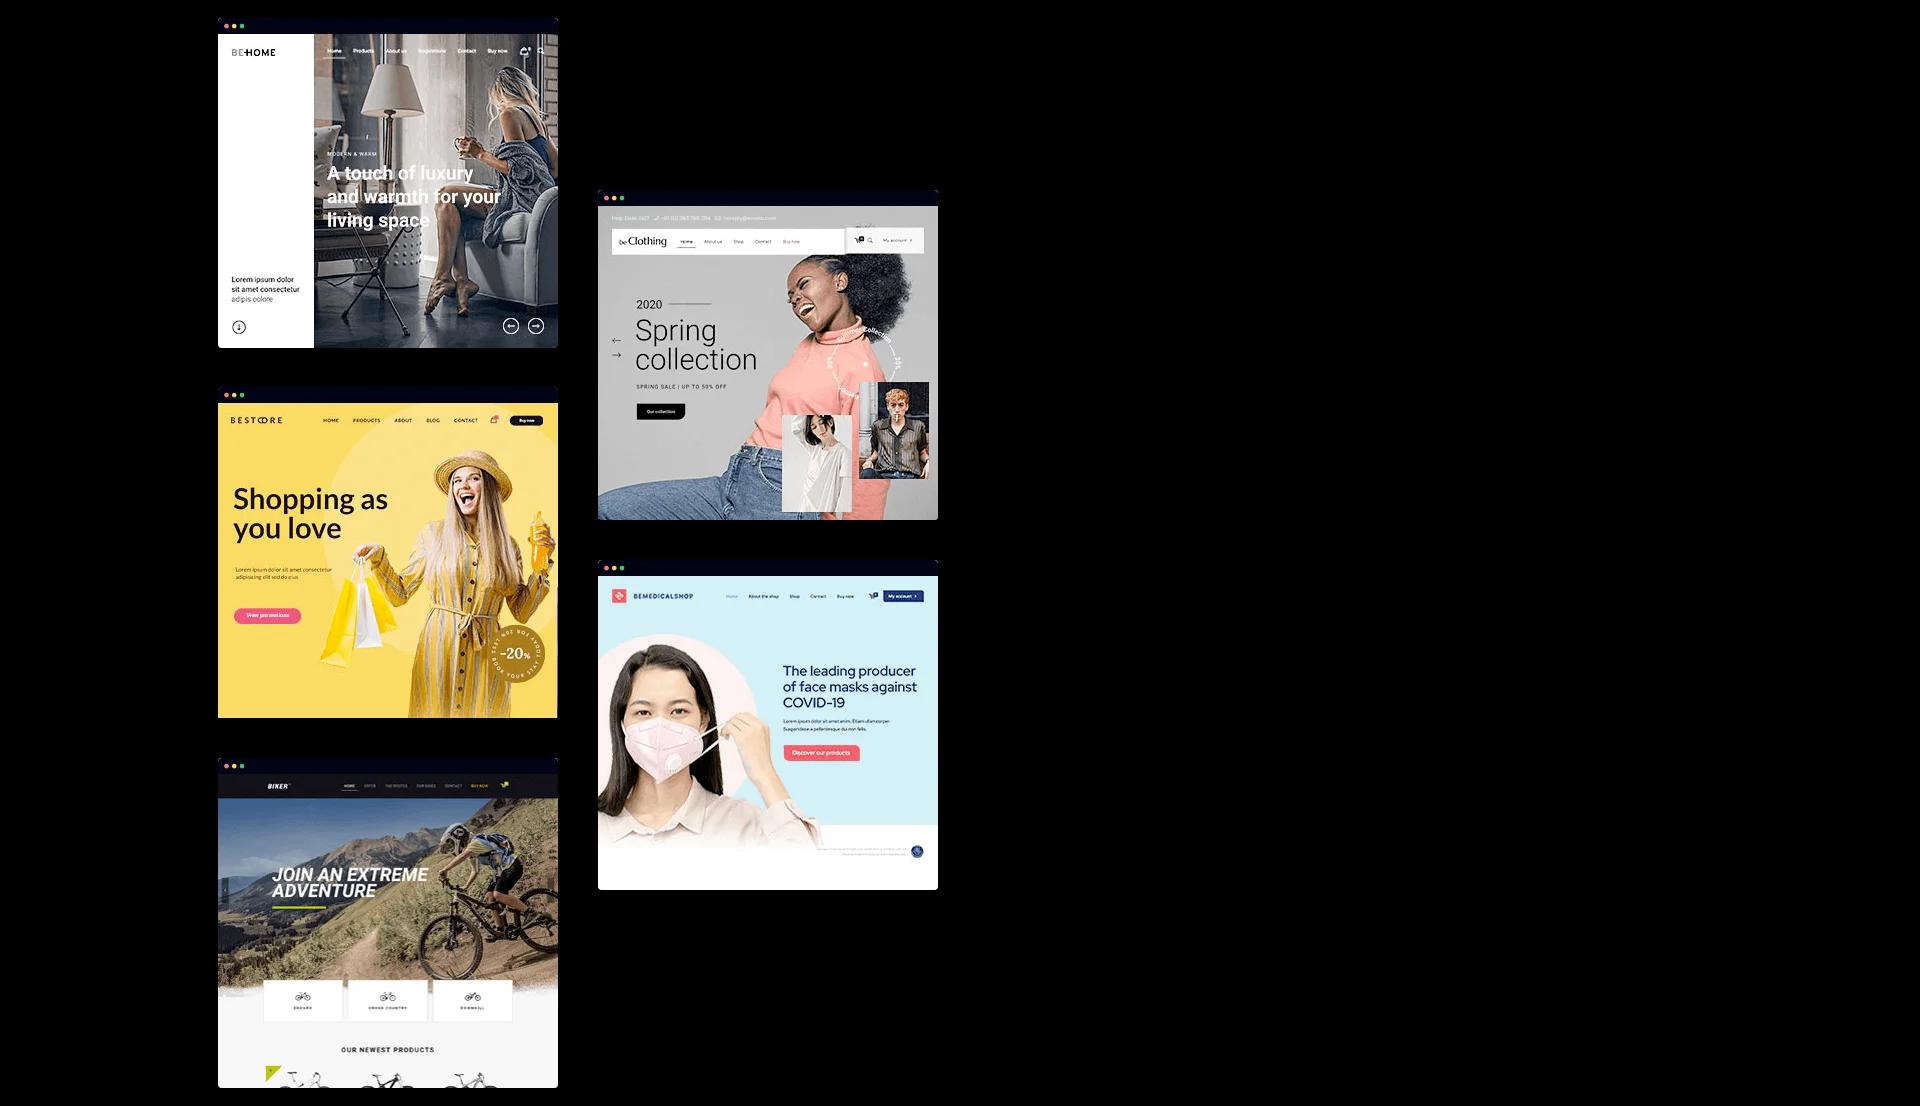 BE HOME
Home Products About us Inspirations Contact Buy now
MODERN & WARM
A touch of luxury
and warmth for your
living space
Lorem ipsum dolor
sit amet consectetur
adipis oolore
BESTORE
HOME PRODUCTS ABOUT BLOG CONTACT Buy now
Shopping as
you love
Lorem ipsum dolor sit amet consectetur
adipisicing elit sed do eius
View promotions
-20%
BIKER
HOME OFFER THE ROUTES OUR BIKES CONTACT BUY NOW
JOIN AN EXTREME
ADVENTURE
ENDURO CROSS COUNTRY DOWNHILL
OUR NEWEST PRODUCTS
Help Desk 24/7
be Clothing Home About us Shop Contact Buy now My account
2020
Spring
collection
SPRING SALE | UP TO 50% OFF
Our collection
BEMEDICALSHOP Home About the shop Shop Contact Buy now My account
The leading producer
of face masks against
COVID-19
Lorem ipsum dolor sit amet enim. Etiam ullamcorper.
Suspendisse a pellentesque dui non felis.
Discover our products